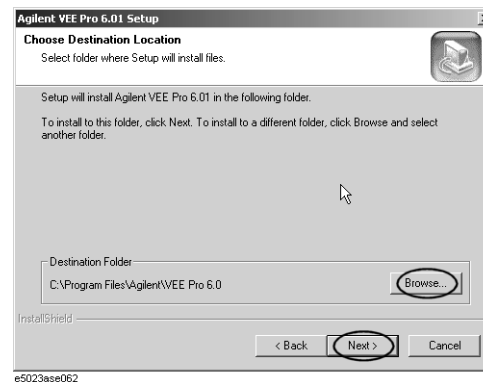 Agilent VEE Pro 6.01 Setup
Choose Destination Location
Select folder where Setup will install files.
Setup will install Agilent VEE Pro 6.01 in the following folder.
To install to this folder, click Next. To install to a different folder, click Browse and select
another folder.
Destination Folder
C:\Program Files\Agilent\VEE Pro 6.0
Browse...
InstallShield
< Back Next > Cancel
e5023ase062